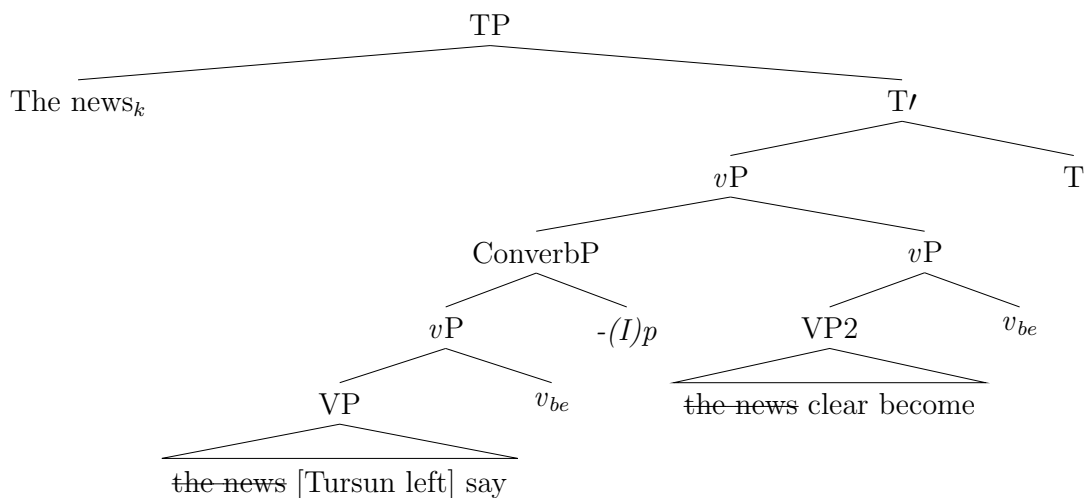 TP
The newsₖ T′
vP T
ConverbP vP
vP -(I)p VP2 v_be
VP v_be the news clear become
the news [Tursun left] say